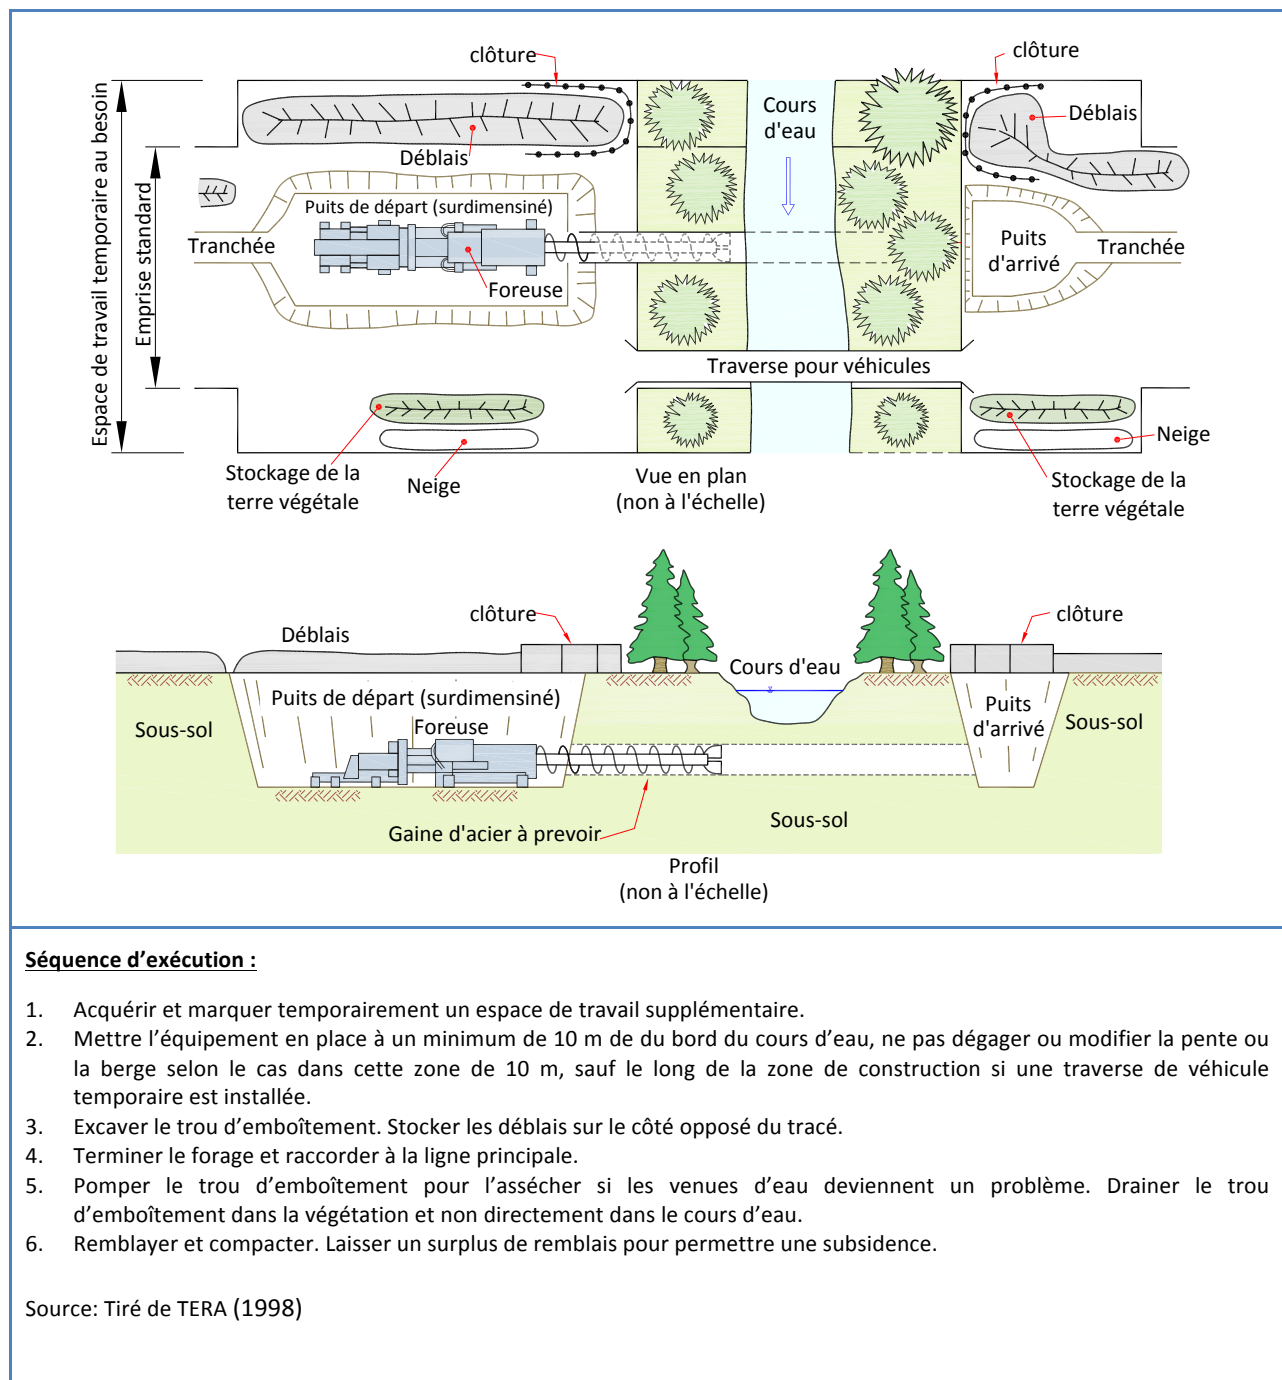 clôture
clôture
Cours
d'eau
Déblais
Déblais
Espace de travail temporaire au besoin
Emprise standard
Puits de départ (surdimensiné)
Tranchée
Puits
d'arrivé
Tranchée
Foreuse
Traverse pour véhicules
Stockage de la
terre végétale
Neige
Vue en plan
(non à l'échelle)
Neige
Stockage de la
terre végétale
clôture
clôture
Déblais
Cours d'eau
Puits de départ (surdimensiné)
Foreuse
Sous-sol
Puits
d'arrivé
Sous-sol
Gaine d'acier à prevoir
Sous-sol
Profil
(non à l'échelle)
Séquence d’exécution :
1. Acquérir et marquer temporairement un espace de travail supplémentaire.
2. Mettre l’équipement en place à un minimum de 10 m de du bord du cours d’eau, ne pas dégager ou modifier la pente ou
la berge selon le cas dans cette zone de 10 m, sauf le long de la zone de construction si une traverse de véhicule
temporaire est installée.
3. Excaver le trou d’emboîtement. Stocker les déblais sur le côté opposé du tracé.
4. Terminer le forage et raccorder à la ligne principale.
5. Pomper le trou d’emboîtement pour l’assécher si les venues d’eau deviennent un problème. Drainer le trou
d’emboîtement dans la végétation et non directement dans le cours d’eau.
6. Remblayer et compacter. Laisser un surplus de remblais pour permettre une subsidence.
Source: Tiré de TERA (1998)